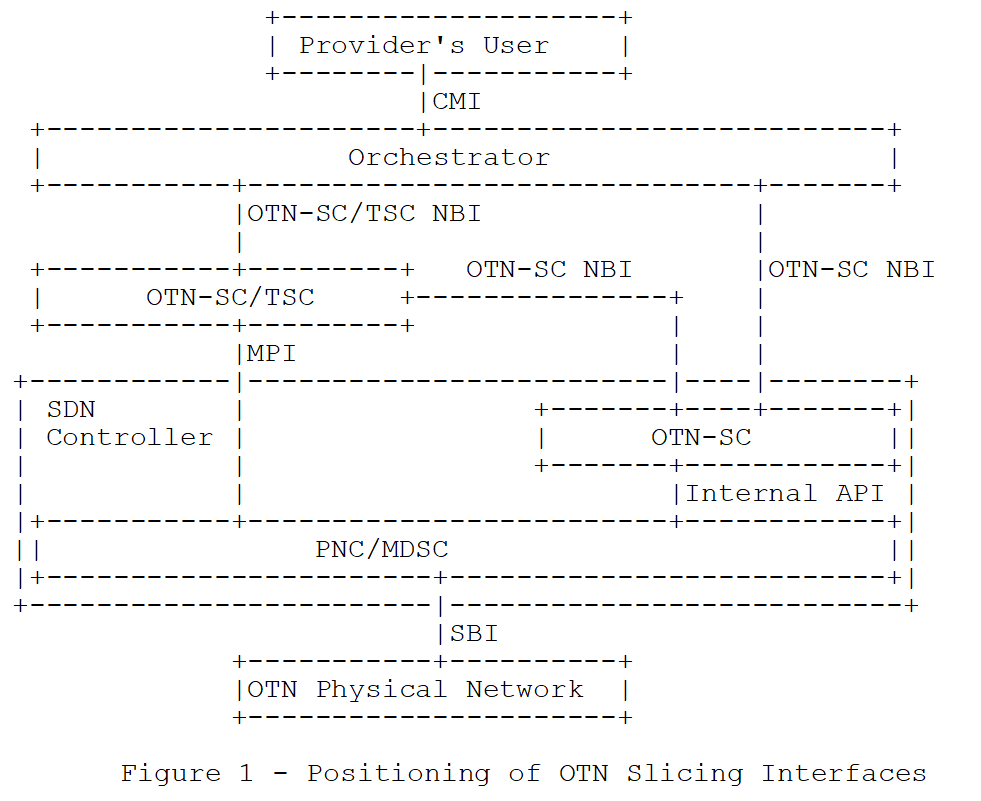 Provider's User
CMI
Orchestrator
OTN-SC/TSC NBI
OTN-SC NBI OTN-SC NBI
OTN-SC/TSC
MPI
SDN
Controller OTN-SC
Internal API
PNC/MDSC
SBI
OTN Physical Network
Figure 1 - Positioning of OTN Slicing Interfaces